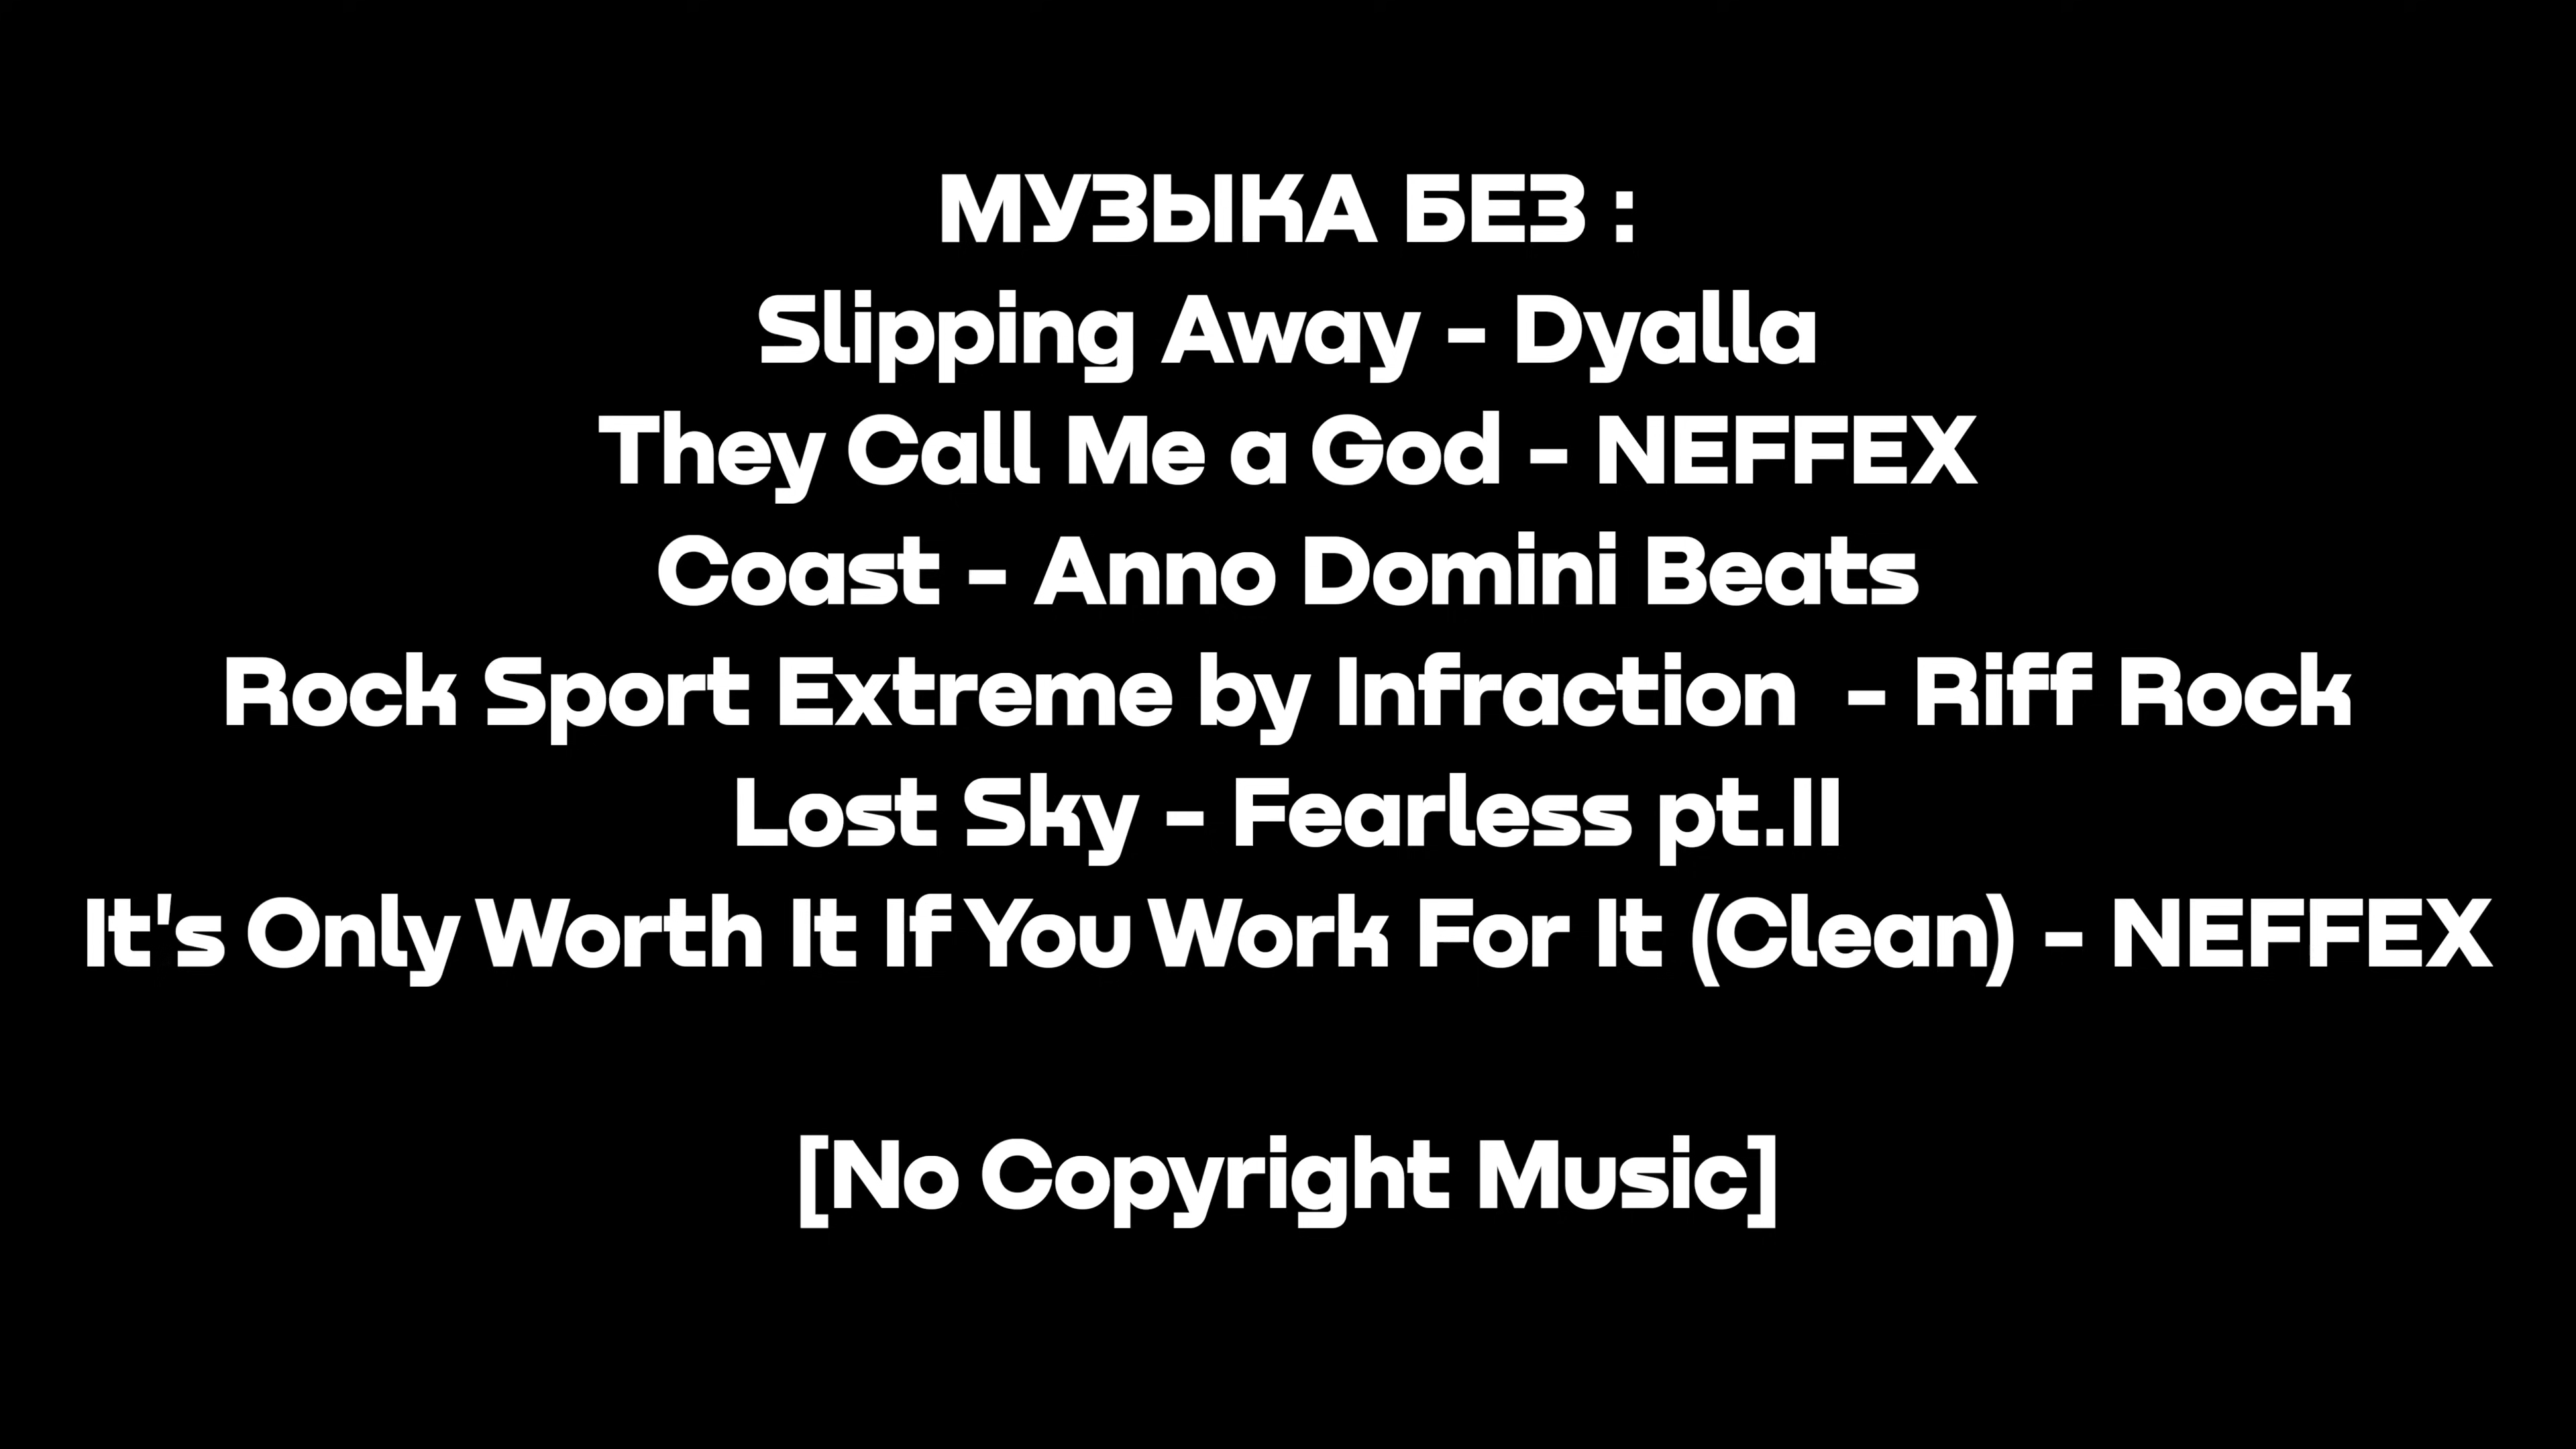 МУЗЫКА БЕЗ :
Slipping Away - Dyalla
They Call Me a God - NEFFEX
Coast - Anno Domini Beats
Rock Sport Extreme by Infraction  - Riff Rock
Lost Sky - Fearless pt.II
It's Only Worth It If You Work For It (Clean) - NEFFEX
[No Copyright Music]